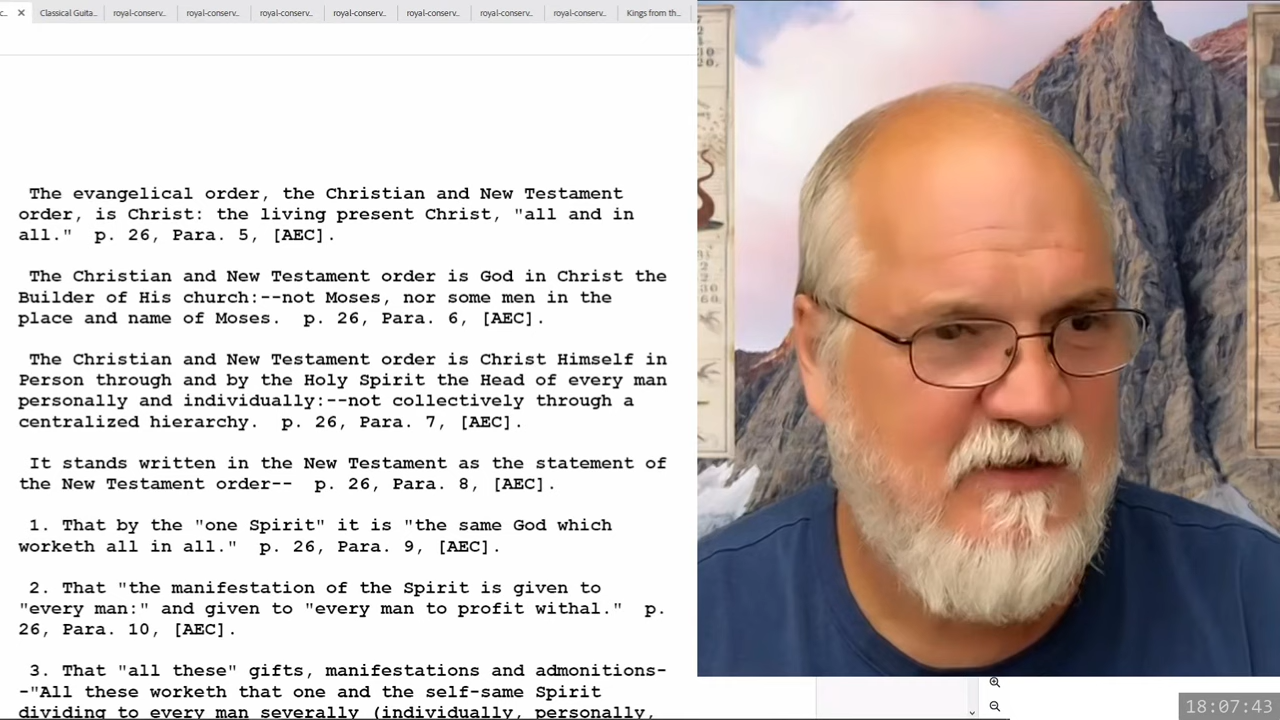 c..
Classical Guita..
royal-conserv..
royal-conserv..
royal-conserv..
royal-conserv..
royal-conserv..
royal-conserv..
royal-conserv..
Kings from th...
The evangelical order, the Christian and New Testament
order, is Christ: the living present Christ, "all and in
all."  p. 26, Para. 5, [AEC].
The Christian and New Testament order is God in Christ the
Builder of His church:--not Moses, nor some men in the
place and name of Moses.  p. 26, Para. 6, [AEC].
The Christian and New Testament order is Christ Himself in
Person through and by the Holy Spirit the Head of every man
personally and individually:--not collectively through a
centralized hierarchy.  p. 26, Para. 7, [AEC].
It stands written in the New Testament as the statement of
the New Testament order--  p. 26, Para. 8, [AEC].
1. That by the "one Spirit" it is "the same God which
worketh all in all."  p. 26, Para. 9, [AEC].
2. That "the manifestation of the Spirit is given to
"every man:" and given to "every man to profit withal."  p.
26, Para. 10, [AEC].
3. That "all these" gifts, manifestations and admonitions-
-"All these worketh that one and the self-same Spirit
dividing to every man severally (individually, personally,
18:07:43